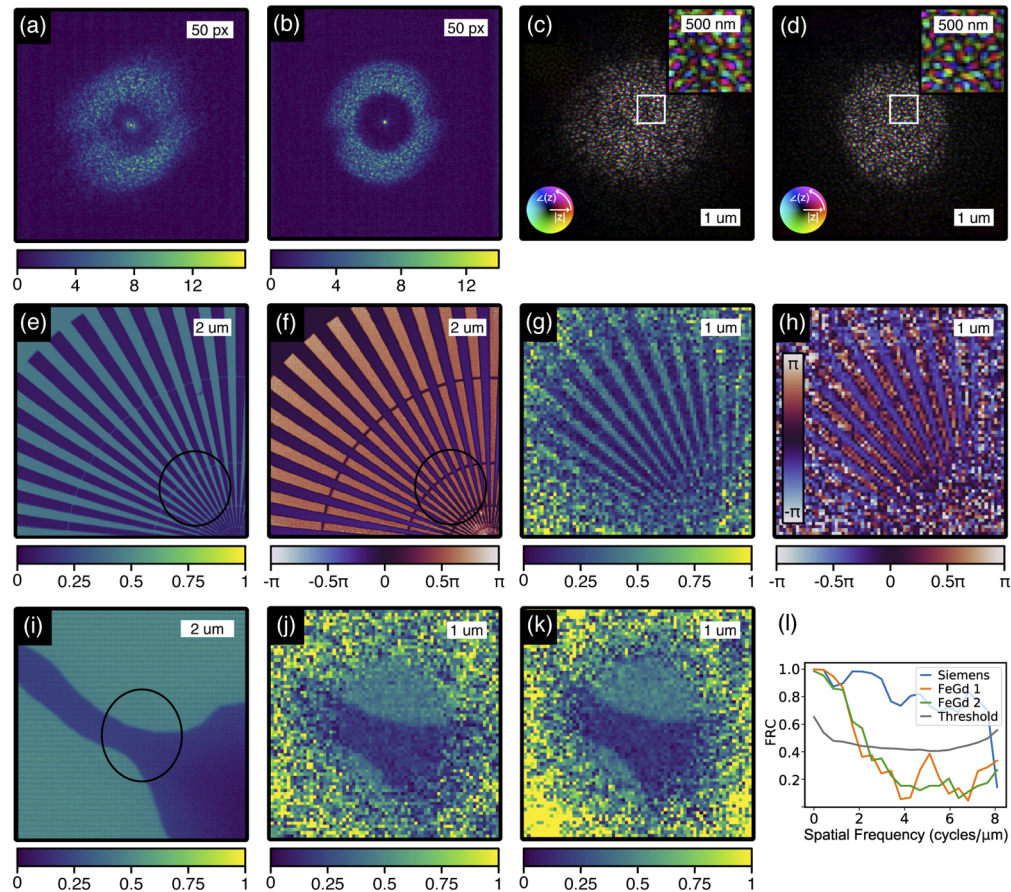 (a)
50 px
(b)
50 px
(c)
500 nm
∠(z)
|z|
1 um
(d)
500 nm
∠(z)
|z|
1 um
0 4 8 12
0 4 8 12
(e)
2 um
(f)
2 um
(g)
1 um
(h)
1 um
π
-π
0 0.25 0.5 0.75 1
-π -0.5π 0 0.5π π
0 0.25 0.5 0.75 1
-π -0.5π 0 0.5π π
(i)
2 um
(j)
1 um
(k)
1 um
(l)
1.0
0.8
0.6
0.4
0.2
FRC
Siemens
FeGd 1
FeGd 2
Threshold
0 2 4 6 8
Spatial Frequency (cycles/μm)
0 0.25 0.5 0.75 1
0 0.25 0.5 0.75 1
0 0.25 0.5 0.75 1